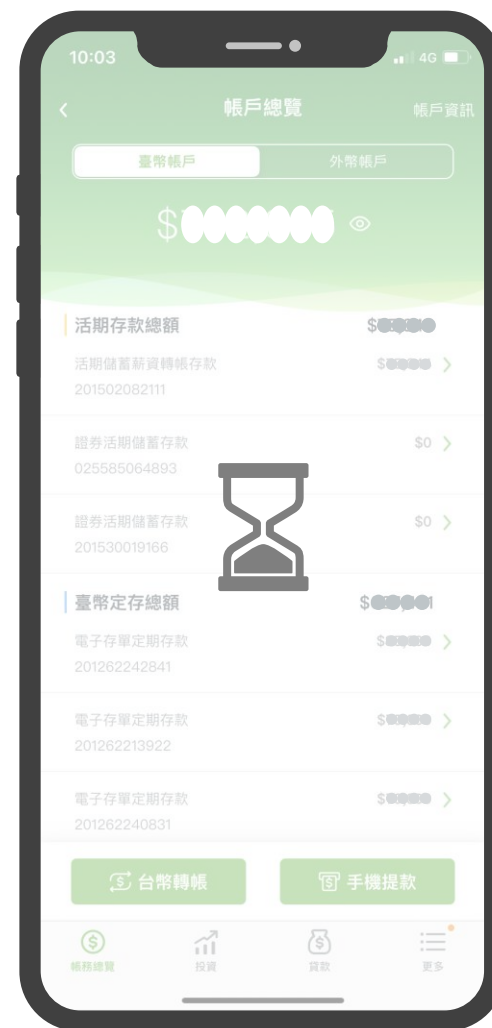 10:03 4G
帳戶總覽 帳戶資訊
臺幣帳戶 外幣帳戶
$
活期存款總額 $
活期儲蓄薪資轉帳存款 $
201502082111
證券活期儲蓄存款 $0
025585064893
證券活期儲蓄存款 $0
201530019166
臺幣定存總額 $
電子存單定期存款 $
201262242841
電子存單定期存款 $
201262213922
電子存單定期存款 $
201262240831
台幣轉帳 手機提款
帳務總覽 投資 貸款 更多